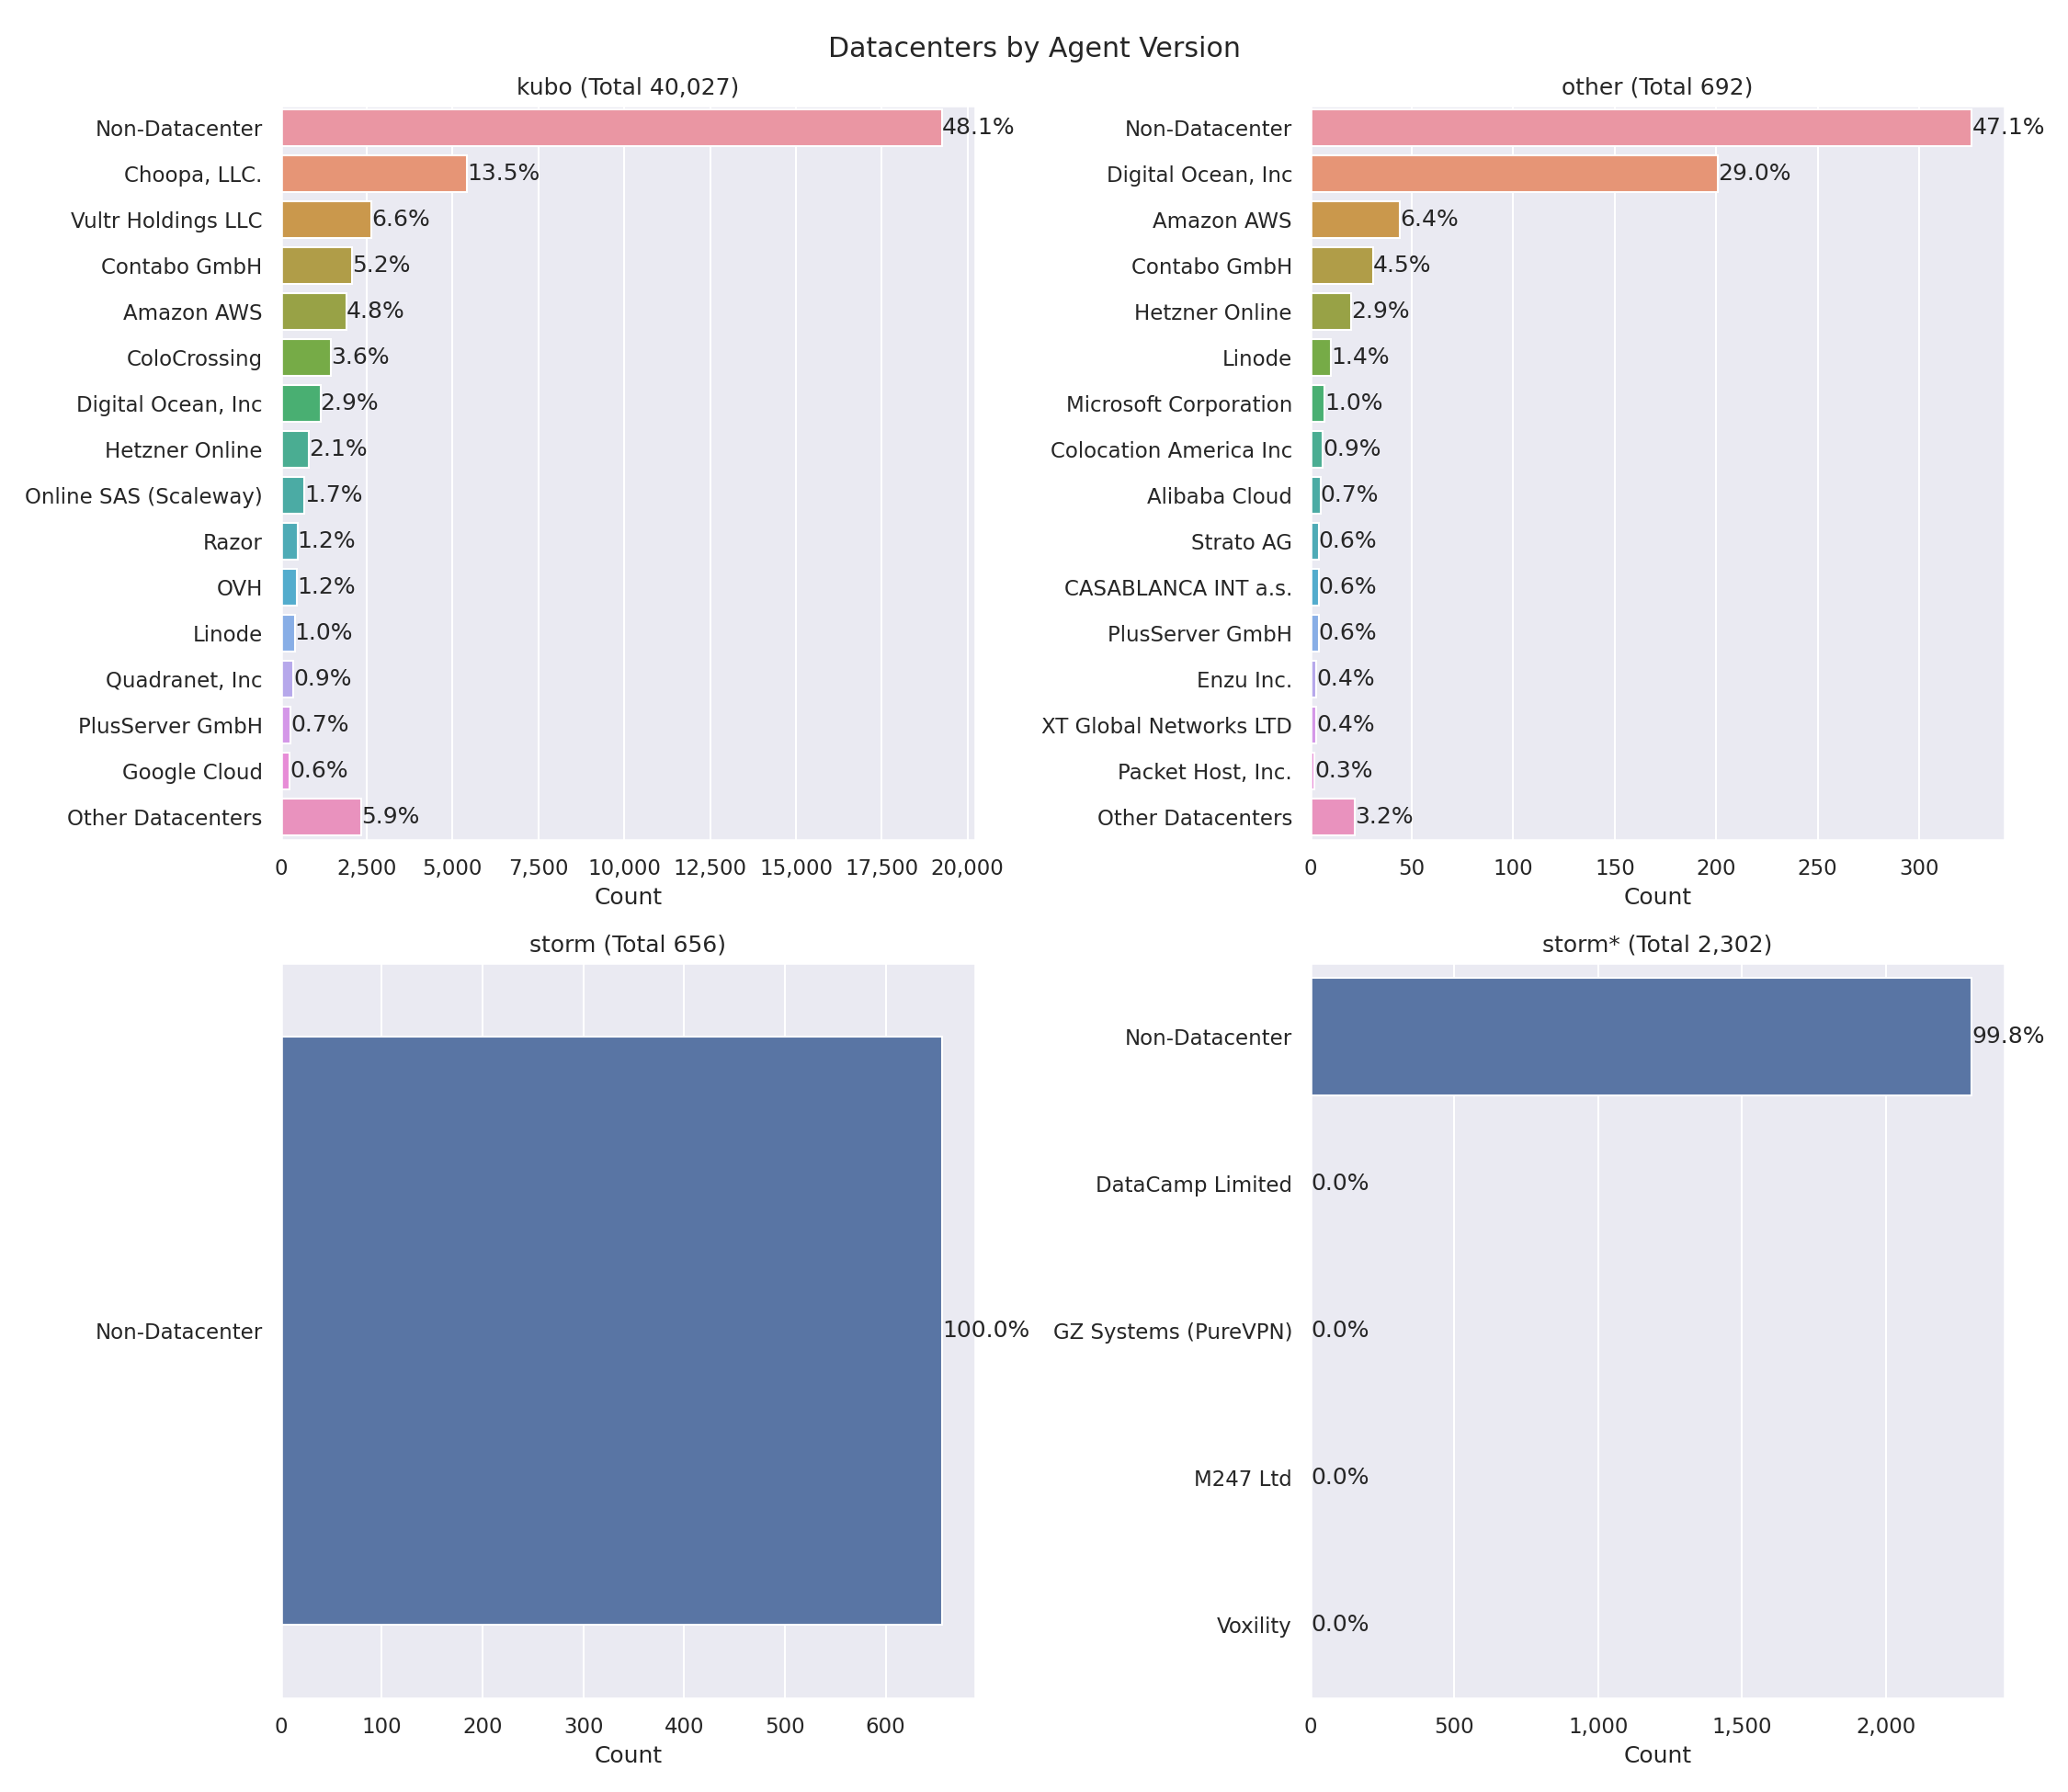 Datacenters by Agent Version
kubo (Total 40,027)
Non-Datacenter 48.1%
Choopa, LLC. 13.5%
Vultr Holdings LLC 6.6%
Contabo GmbH 5.2%
Amazon AWS 4.8%
ColoCrossing 3.6%
Digital Ocean, Inc 2.9%
Hetzner Online 2.1%
Online SAS (Scaleway) 1.7%
Razor 1.2%
OVH 1.2%
Linode 1.0%
Quadranet, Inc 0.9%
PlusServer GmbH 0.7%
Google Cloud 0.6%
Other Datacenters 5.9%
0 2,500 5,000 7,500 10,000 12,500 15,000 17,500 20,000
Count
other (Total 692)
Non-Datacenter 47.1%
Digital Ocean, Inc 29.0%
Amazon AWS 6.4%
Contabo GmbH 4.5%
Hetzner Online 2.9%
Linode 1.4%
Microsoft Corporation 1.0%
Colocation America Inc 0.9%
Alibaba Cloud 0.7%
Strato AG 0.6%
CASABLANCA INT a.s. 0.6%
PlusServer GmbH 0.6%
Enzu Inc. 0.4%
XT Global Networks LTD 0.4%
Packet Host, Inc. 0.3%
Other Datacenters 3.2%
0 50 100 150 200 250 300
Count
storm (Total 656)
Non-Datacenter 100.0%
0 100 200 300 400 500 600
Count
storm* (Total 2,302)
Non-Datacenter 99.8%
DataCamp Limited 0.0%
GZ Systems (PureVPN) 0.0%
M247 Ltd 0.0%
Voxility 0.0%
0 500 1,000 1,500 2,000
Count